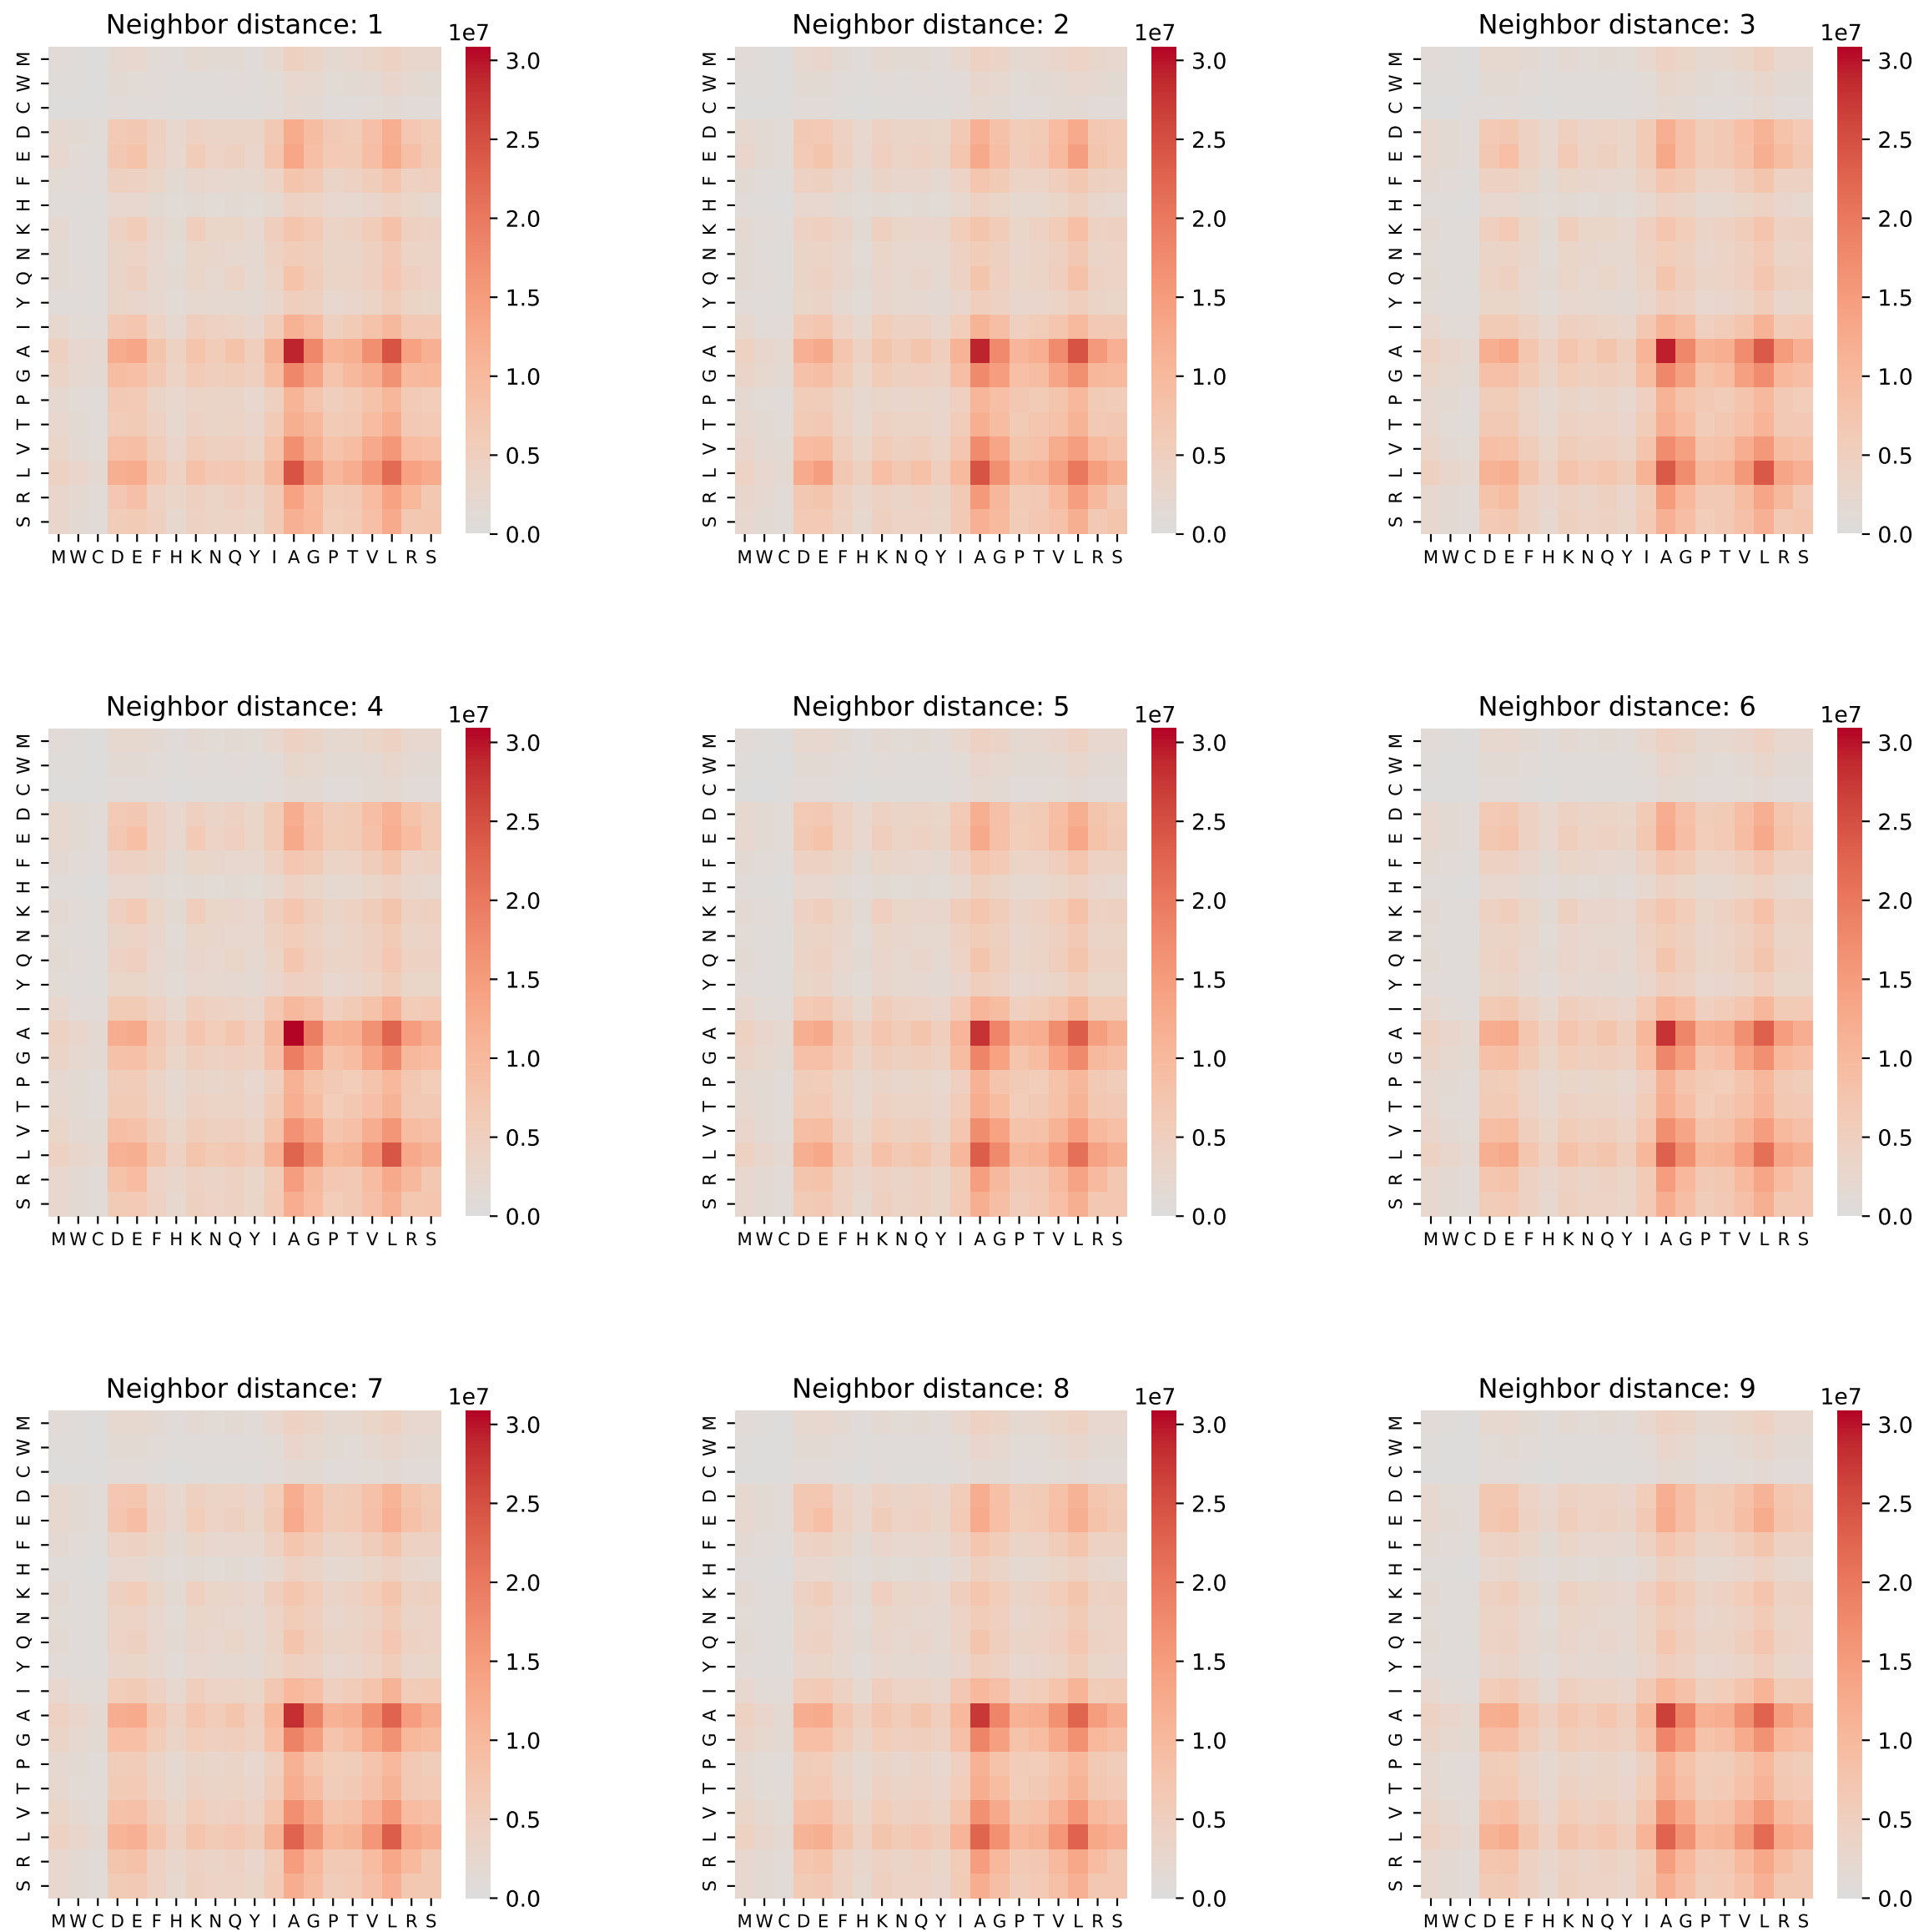 Neighbor distance: 1
1e7
M W C D E F H K N Q Y I A G P T V L R S
3.0
2.5
2.0
1.5
1.0
0.5
0.0
M W C D E F H K N Q Y I A G P T V L R S
Neighbor distance: 2
1e7
M W C D E F H K N Q Y I A G P T V L R S
3.0
2.5
2.0
1.5
1.0
0.5
0.0
M W C D E F H K N Q Y I A G P T V L R S
Neighbor distance: 3
1e7
M W C D E F H K N Q Y I A G P T V L R S
3.0
2.5
2.0
1.5
1.0
0.5
0.0
M W C D E F H K N Q Y I A G P T V L R S
Neighbor distance: 4
1e7
M W C D E F H K N Q Y I A G P T V L R S
3.0
2.5
2.0
1.5
1.0
0.5
0.0
M W C D E F H K N Q Y I A G P T V L R S
Neighbor distance: 5
1e7
M W C D E F H K N Q Y I A G P T V L R S
3.0
2.5
2.0
1.5
1.0
0.5
0.0
M W C D E F H K N Q Y I A G P T V L R S
Neighbor distance: 6
1e7
M W C D E F H K N Q Y I A G P T V L R S
3.0
2.5
2.0
1.5
1.0
0.5
0.0
M W C D E F H K N Q Y I A G P T V L R S
Neighbor distance: 7
1e7
M W C D E F H K N Q Y I A G P T V L R S
3.0
2.5
2.0
1.5
1.0
0.5
0.0
M W C D E F H K N Q Y I A G P T V L R S
Neighbor distance: 8
1e7
M W C D E F H K N Q Y I A G P T V L R S
3.0
2.5
2.0
1.5
1.0
0.5
0.0
M W C D E F H K N Q Y I A G P T V L R S
Neighbor distance: 9
1e7
M W C D E F H K N Q Y I A G P T V L R S
3.0
2.5
2.0
1.5
1.0
0.5
0.0
M W C D E F H K N Q Y I A G P T V L R S